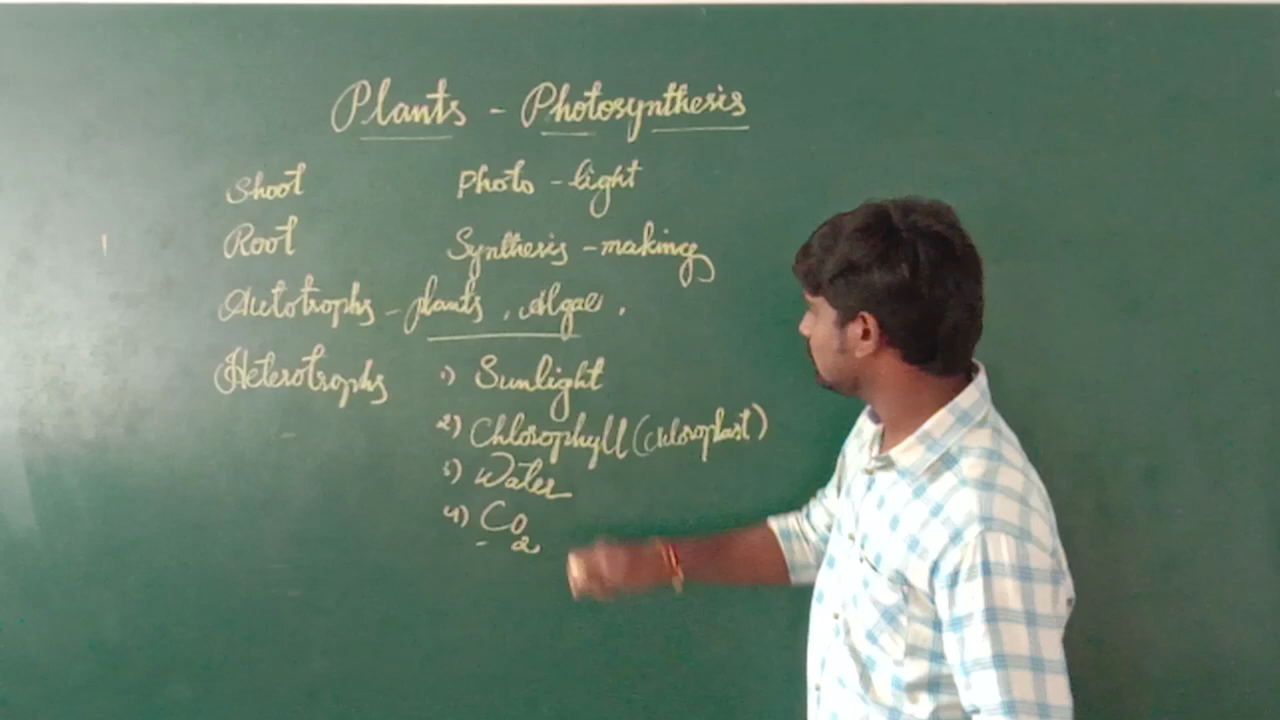 Plants - Photosynthesis
Shoot Photo - light
Root Synthesis - making
Autotrophs - plants, Algae.
Heterotrophs 1) Sunlight
2) Chlorophyll (chloroplast)
3) Water
4) CO2